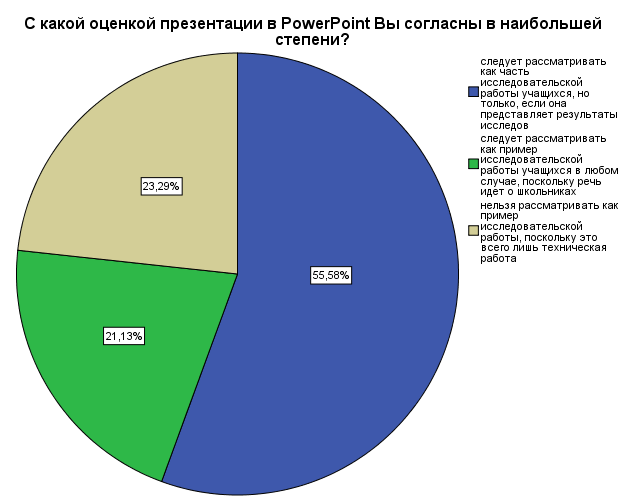 С какой оценкой презентации в PowerPoint Вы согласны в наибольшей
степени?
следует рассматривать
как часть
исследовательской
работы учащихся, но
только, если она
представляет результаты
исследов
следует рассматривать
как пример
исследовательской
работы учащихся в любом
случае, поскольку речь
идет о школьниках
нельзя рассматривать как
пример
исследовательской
работы, поскольку это
всего лишь техническая
работа
23,29%
55,58%
21,13%